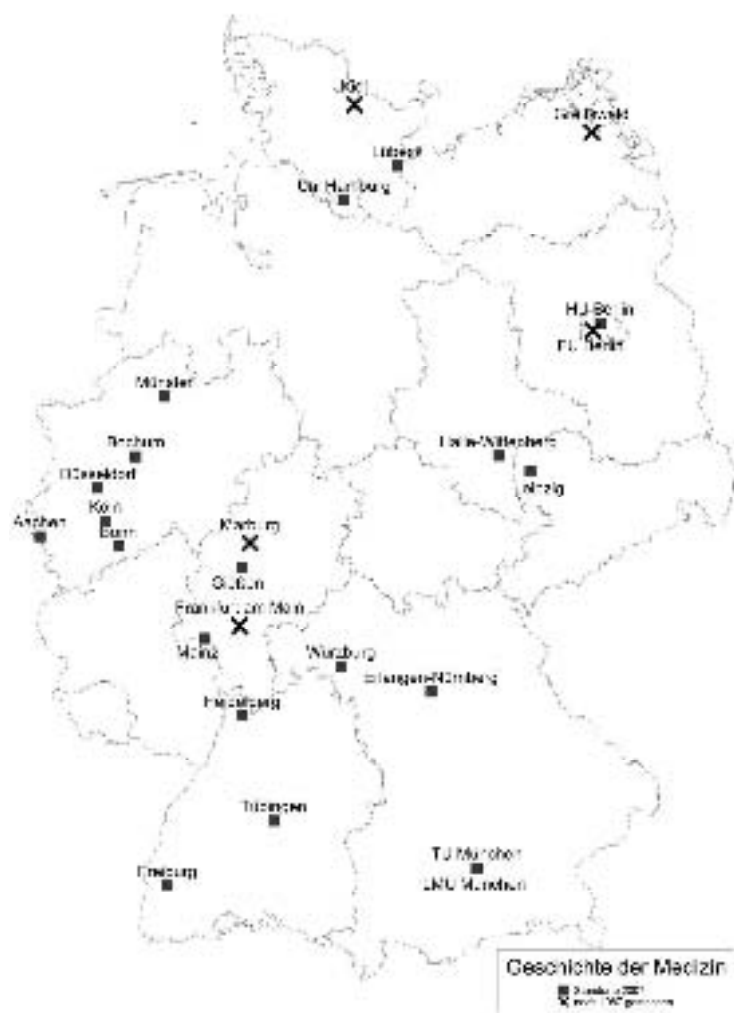 Kiel
Greifswald
Lübeck
Uni Hamburg
HU-Berlin
FU Berlin
Münster
Bochum
Halle-Wittenberg
Düsseldorf
Leipzig
Köln
Aachen
Bonn
Marburg
Gießen
Frankfurt am Main
Mainz
Würzburg
Erlangen-Nürnberg
Heidelberg
Tübingen
TU München
LMU München
Freiburg
Geschichte der Medizin